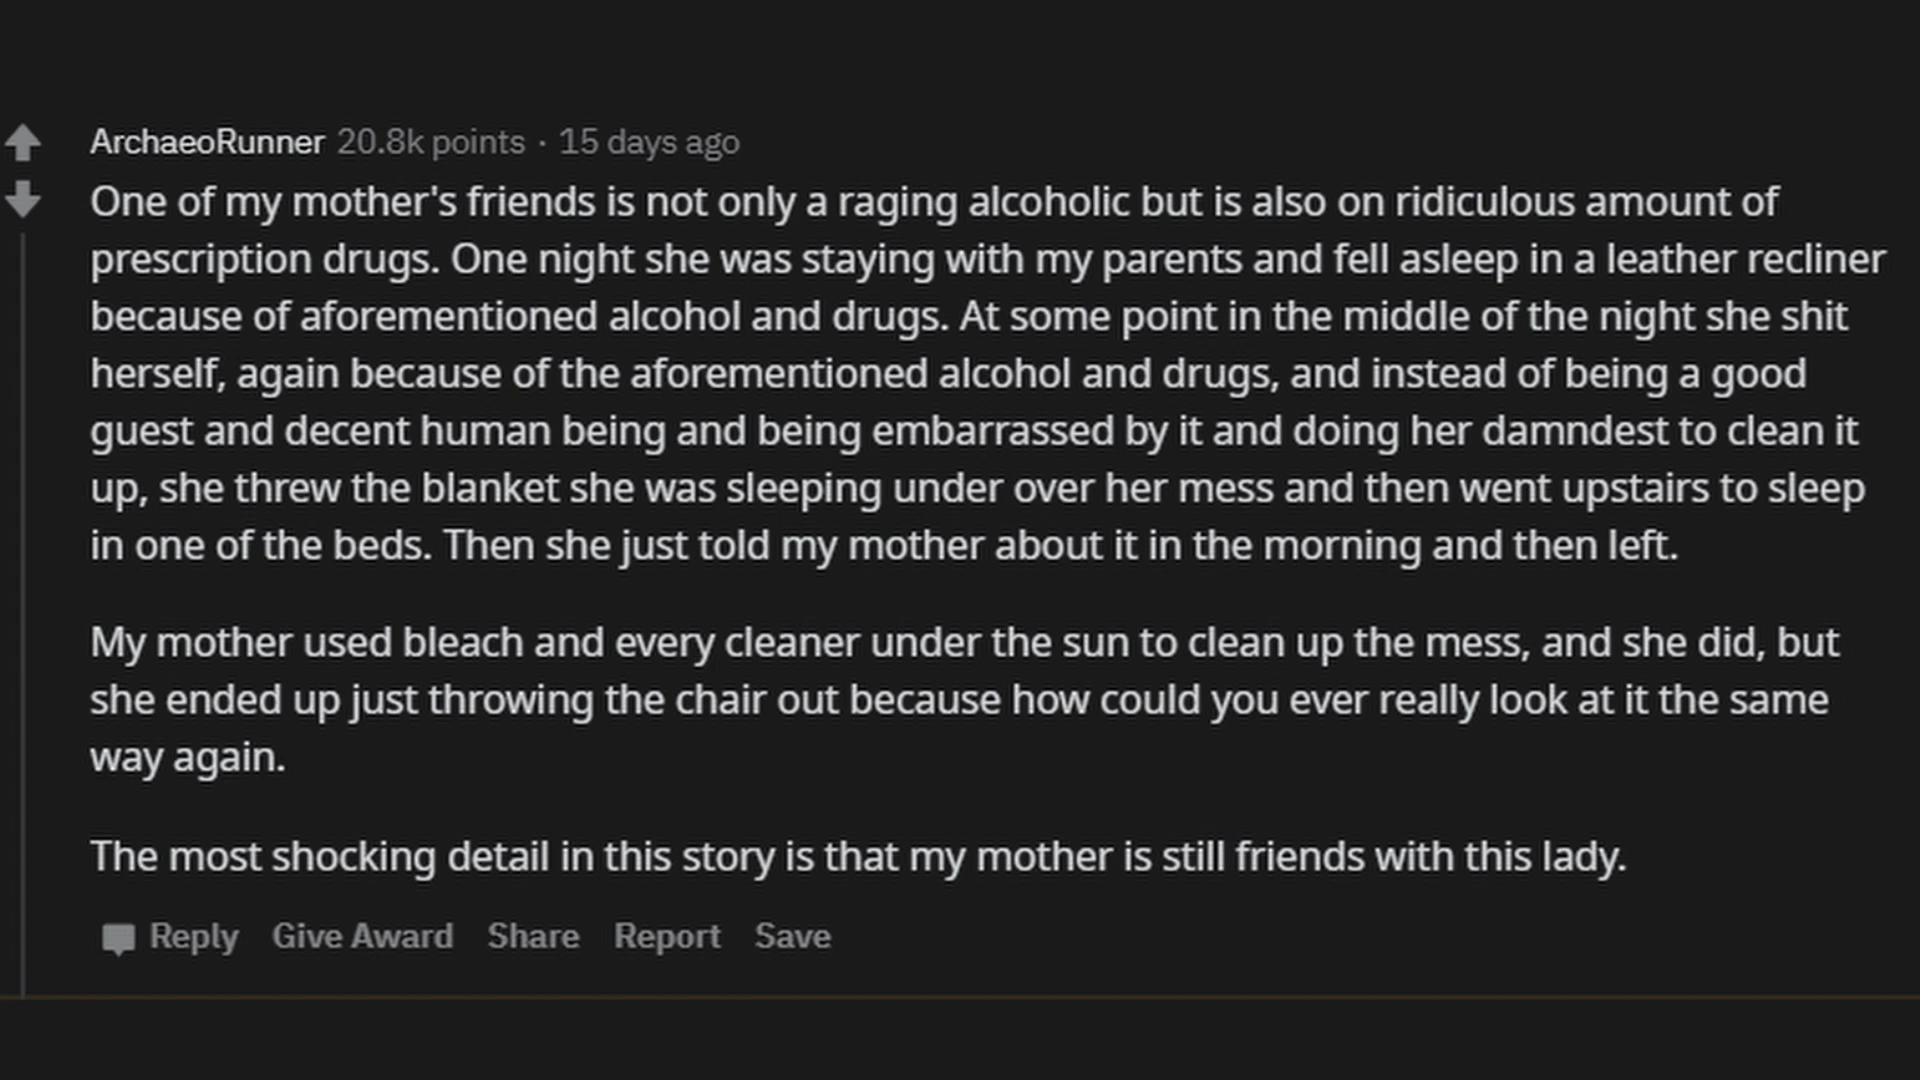 ArchaeoRunner 20.8k points · 15 days ago
One of my mother's friends is not only a raging alcoholic but is also on ridiculous amount of
prescription drugs. One night she was staying with my parents and fell asleep in a leather recliner
because of aforementioned alcohol and drugs. At some point in the middle of the night she shit
herself, again because of the aforementioned alcohol and drugs, and instead of being a good
guest and decent human being and being embarrassed by it and doing her damndest to clean it
up, she threw the blanket she was sleeping under over her mess and then went upstairs to sleep
in one of the beds. Then she just told my mother about it in the morning and then left.
My mother used bleach and every cleaner under the sun to clean up the mess, and she did, but
she ended up just throwing the chair out because how could you ever really look at it the same
way again.
The most shocking detail in this story is that my mother is still friends with this lady.
Reply Give Award Share Report Save